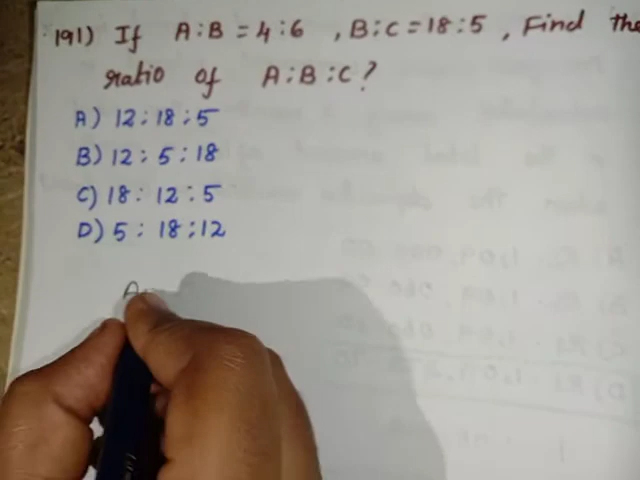 191) If A:B = 4:6 , B:C = 18:5 , Find the
ratio of A:B:C?
A) 12:18:5
B) 12:5:18
C) 18:12:5
D) 5:18:12
A